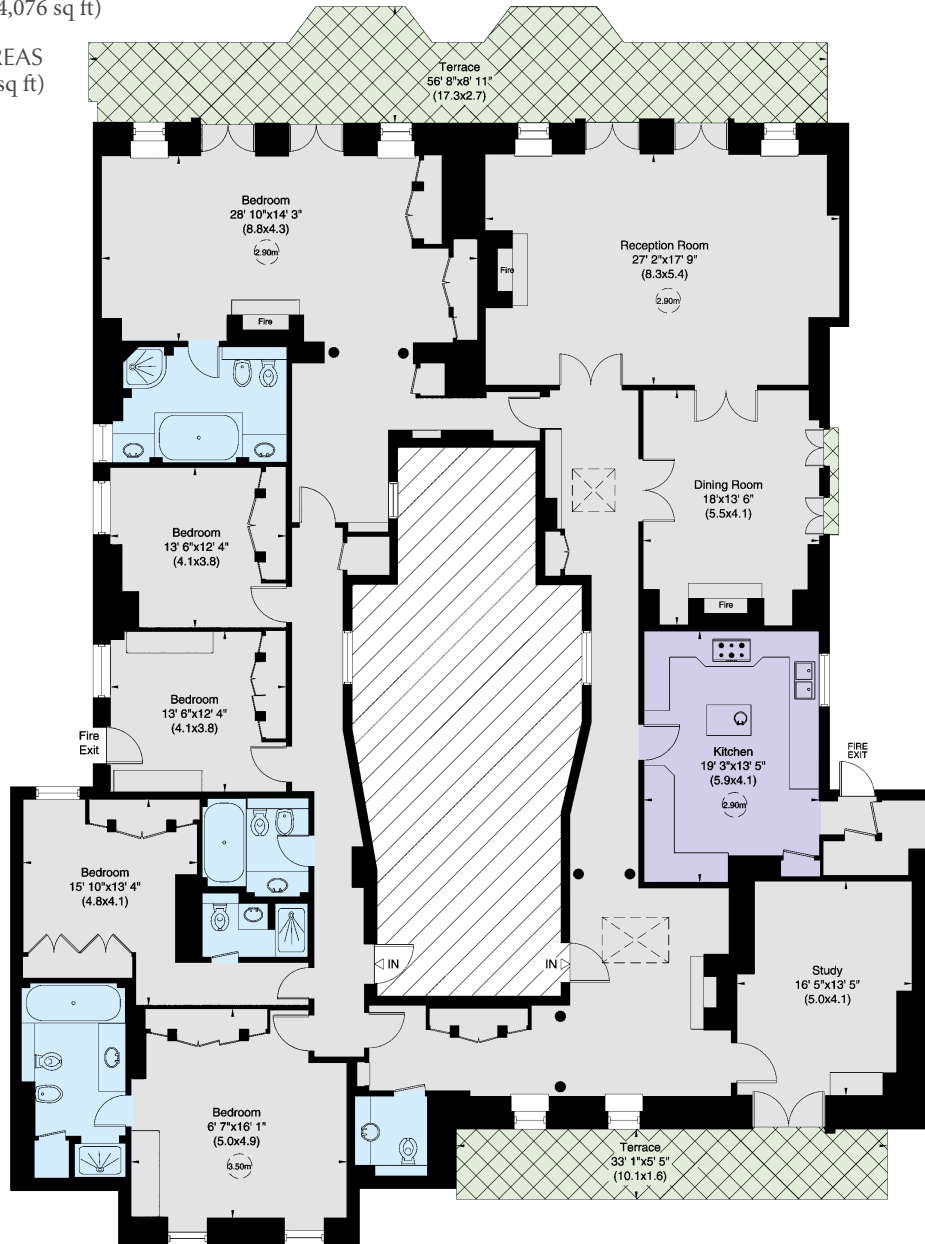 4,076 sq ft)
REAS
sq ft)
Terrace
56' 8"x8' 11"
(17.3x2.7)
Bedroom
28' 10"x14' 3"
(8.8x4.3)
2.90m
Fire
Reception Room
27' 2"x17' 9"
(8.3x5.4)
2.90m
Fire
Dining Room
18'x13' 6"
(5.5x4.1)
Fire
Bedroom
13' 6"x12' 4"
(4.1x3.8)
Bedroom
13' 6"x12' 4"
(4.1x3.8)
Fire
Exit
Kitchen
19' 3"x13' 5"
(5.9x4.1)
2.90m
FIRE
EXIT
Bedroom
15' 10"x13' 4"
(4.8x4.1)
IN
IN
Study
16' 5"x13' 5"
(5.0x4.1)
Bedroom
6' 7"x16' 1"
(5.0x4.9)
3.50m
Terrace
33' 1"x5' 5"
(10.1x1.6)